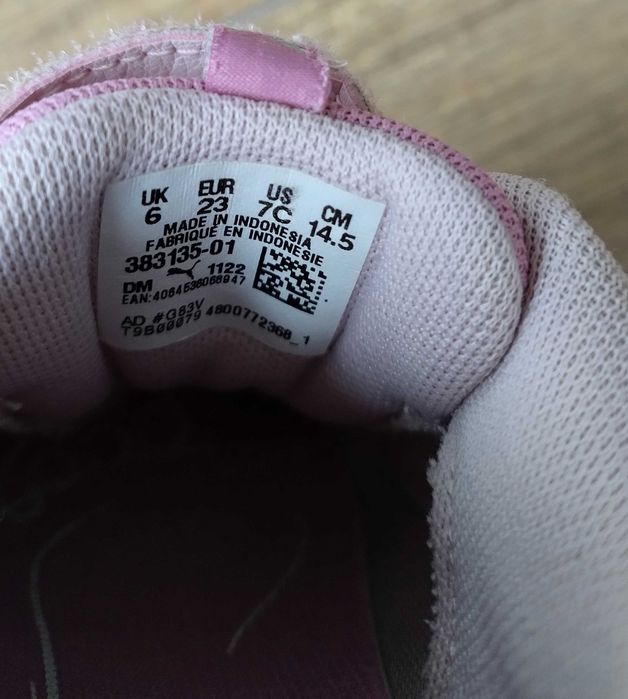 UK EUR US CM
6 23 7C 14.5
MADE IN INDONESIA
FABRIQUÉ EN INDONESIE
383135-01
DM 1122
EAN:4064536066947
AD #G83V
T9B00079 4800772368_1